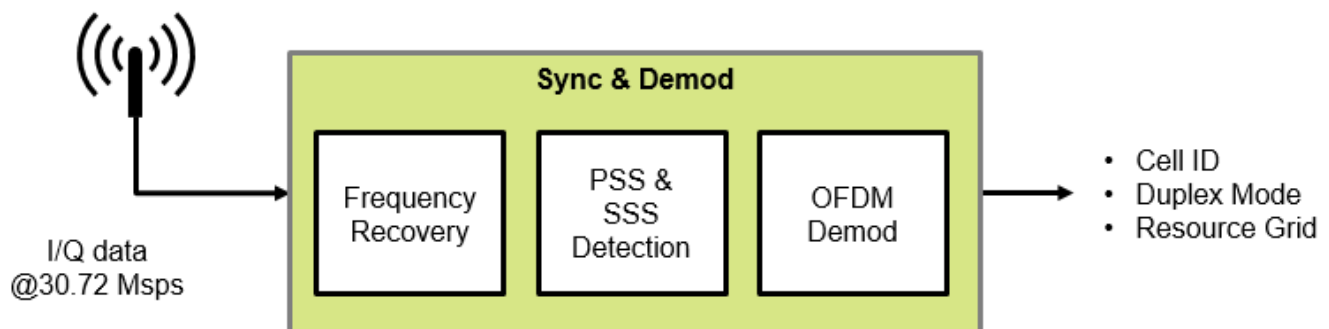 Sync & Demod
Frequency
Recovery
PSS &
SSS
Detection
OFDM
Demod
I/Q data
@30.72 Msps
• Cell ID
• Duplex Mode
• Resource Grid